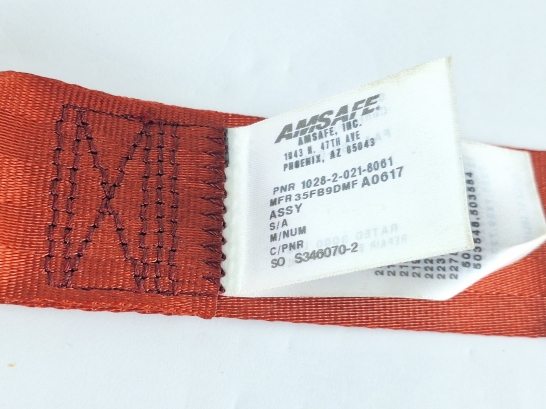 AMSAFE
AMSAFE, INC.
1043 N. 47TH AVE
PHOENIX, AZ 85043
PNR 1028-2-021-8061
MFR 35FB9DMF A0617
ASSY
S/A
M/NUM
C/PNR
SO S346070-2